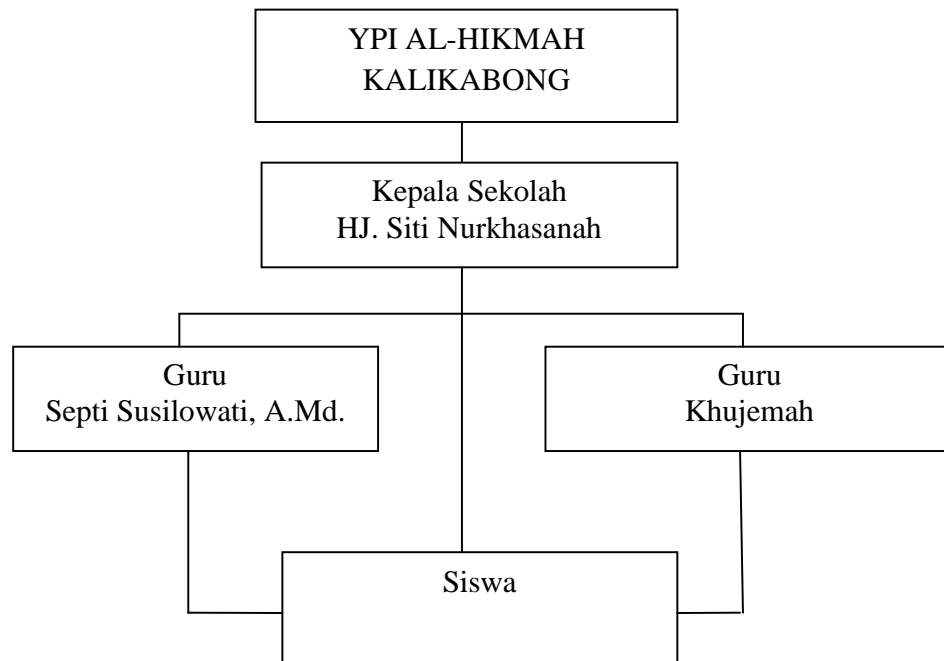 YPI AL-HIKMAH
KALIKABONG
Kepala Sekolah
HJ. Siti Nurkhasanah
Guru
Septi Susilowati, A.Md.
Guru
Khujemah
Siswa